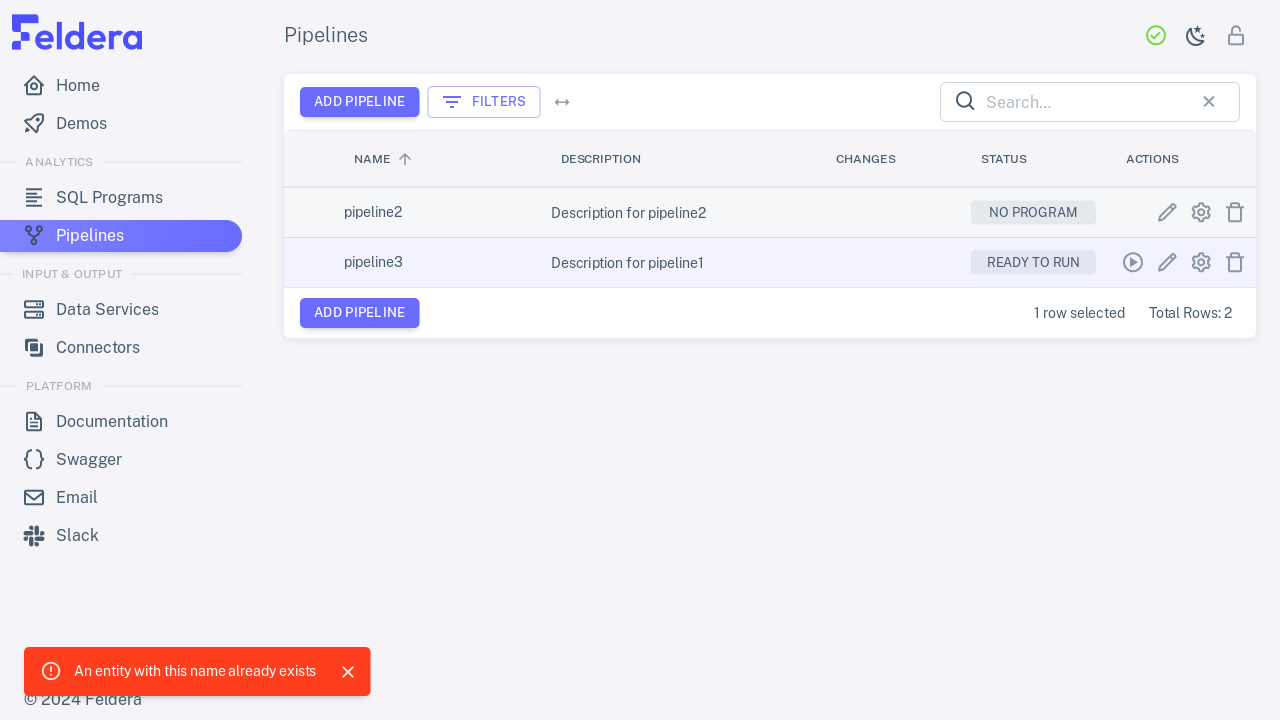 Feldera
Pipelines
Home
Demos
ANALYTICS
SQL Programs
Pipelines
INPUT & OUTPUT
Data Services
Connectors
PLATFORM
Documentation
Swagger
Email
Slack
ADD PIPELINE
FILTERS
Search...
NAME DESCRIPTION CHANGES STATUS ACTIONS
pipeline2 Description for pipeline2 NO PROGRAM
pipeline3 Description for pipeline1 READY TO RUN
ADD PIPELINE 1 row selected Total Rows: 2
An entity with this name already exists
© 2024 Feldera